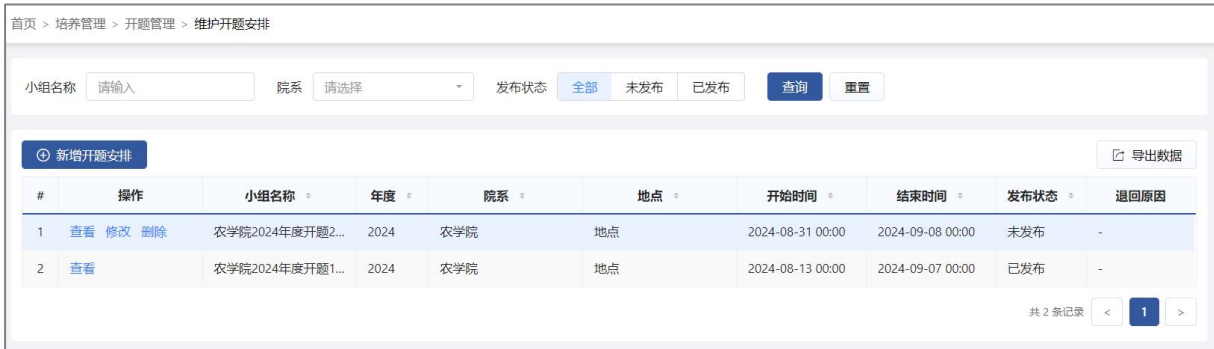 首页 > 培养管理 > 开题管理 > 维护开题安排
小组名称 请输入 院系 请选择 发布状态 全部 未发布 已发布 查询 重置
新增开题安排 导出数据
# 操作 小组名称 年度 院系 地点 开始时间 结束时间 发布状态 退回原因
1 查看 修改 删除 农学院2024年度开题2... 2024 农学院 地点 2024-08-31 00:00 2024-09-08 00:00 未发布 -
2 查看 农学院2024年度开题1... 2024 农学院 地点 2024-08-13 00:00 2024-09-07 00:00 已发布 -
共 2 条记录 < 1 >